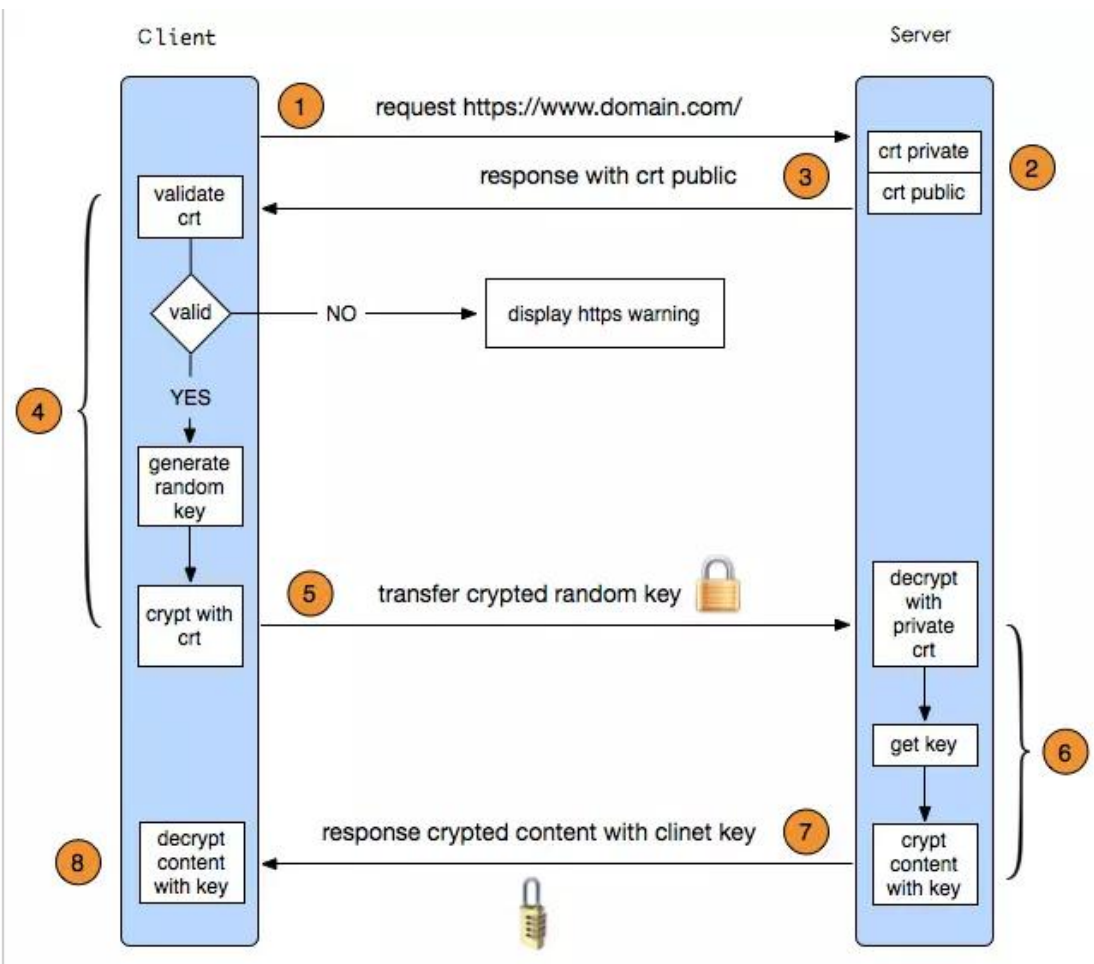 Client
Server
1
request https://www.domain.com/
crt private
crt public
2
response with crt public
3
validate
crt
valid
NO
display https warning
YES
4
generate
random
key
crypt with
crt
5
transfer crypted random key
decrypt
with
private
crt
get key
6
crypt
content
with key
response crypted content with clinet key
7
8
decrypt
content
with key